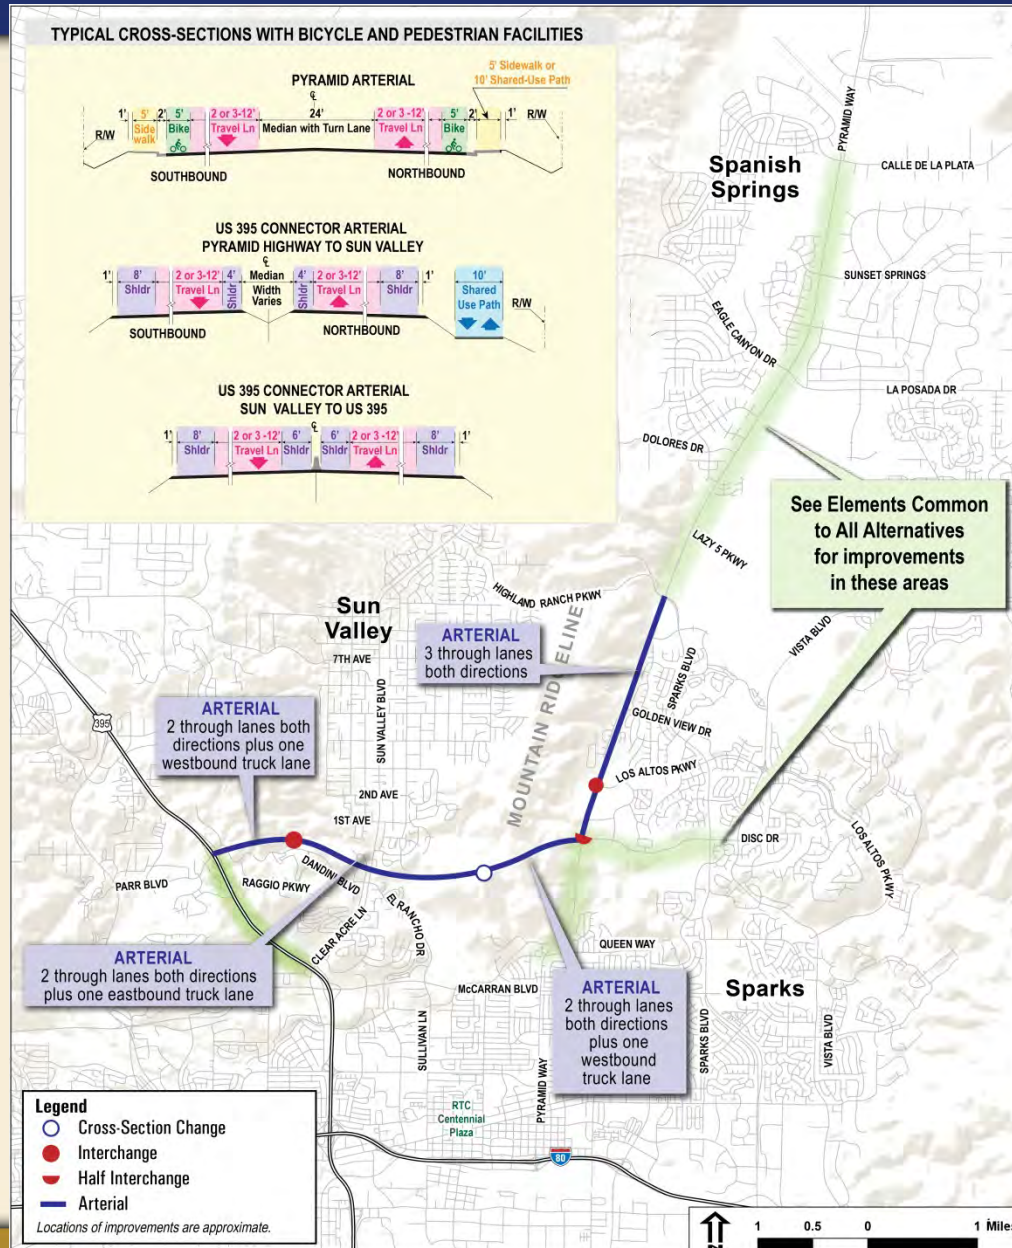 TYPICAL CROSS-SECTIONS WITH BICYCLE AND PEDESTRIAN FACILITIES
PYRAMID ARTERIAL
5' Sidewalk or
10' Shared-Use Path
1' 5' 2' 5' 2 or 3-12' 24' 2 or 3 -12' 5' 2' 1'
R/W Side walk Bike Travel Ln Median with Turn Lane Travel Ln Bike R/W
SOUTHBOUND NORTHBOUND
US 395 CONNECTOR ARTERIAL
PYRAMID HIGHWAY TO SUN VALLEY
1' 8' 2 or 3-12' 4' Median 4' 2 or 3-12' 8' 1' 10'
Shldr Travel Ln Shldr Width Varies Shldr Travel Ln Shldr Shared Use Path R/W
SOUTHBOUND NORTHBOUND
US 395 CONNECTOR ARTERIAL
SUN VALLEY TO US 395
1' 8' 2 or 3 -12' 6' 6' 2 or 3 -12' 8' 1'
Shldr Travel Ln Shldr Shldr Travel Ln Shldr
PYRAMID WAY
Spanish
Springs
CALLE DE LA PLATA
SUNSET SPRINGS
EAGLE CANYON DR
LA POSADA DR
DOLORES DR
See Elements Common
to All Alternatives
for improvements
in these areas
LAZY 5 PKWY
HIGHLAND RANCH PKWY
Sun
Valley
7TH AVE
SUN VALLEY BLVD
ARTERIAL
3 through lanes
both directions
MOUNTAIN RIDGELINE
SPARKS BLVD
VISTA BLVD
GOLDEN VIEW DR
395
ARTERIAL
2 through lanes both
directions plus one
westbound truck lane
LOS ALTOS PKWY
2ND AVE
1ST AVE
DISC DR
LOS ALTOS PKWY
PARR BLVD
RAGGIO PKWY
DANDINI BLVD
EL RANCHO DR
CLEAR ACRE LN
QUEEN WAY
ARTERIAL
2 through lanes both directions
plus one eastbound truck lane
McCARRAN BLVD
ARTERIAL
2 through lanes
both directions
plus one
westbound
truck lane
Sparks
SULLIVAN LN
SPARKS BLVD
VISTA BLVD
PYRAMID WAY
RTC
Centennial
Plaza
80
Legend
Cross-Section Change
Interchange
Half Interchange
Arterial
Locations of improvements are approximate.
1 0.5 0 1 Miles